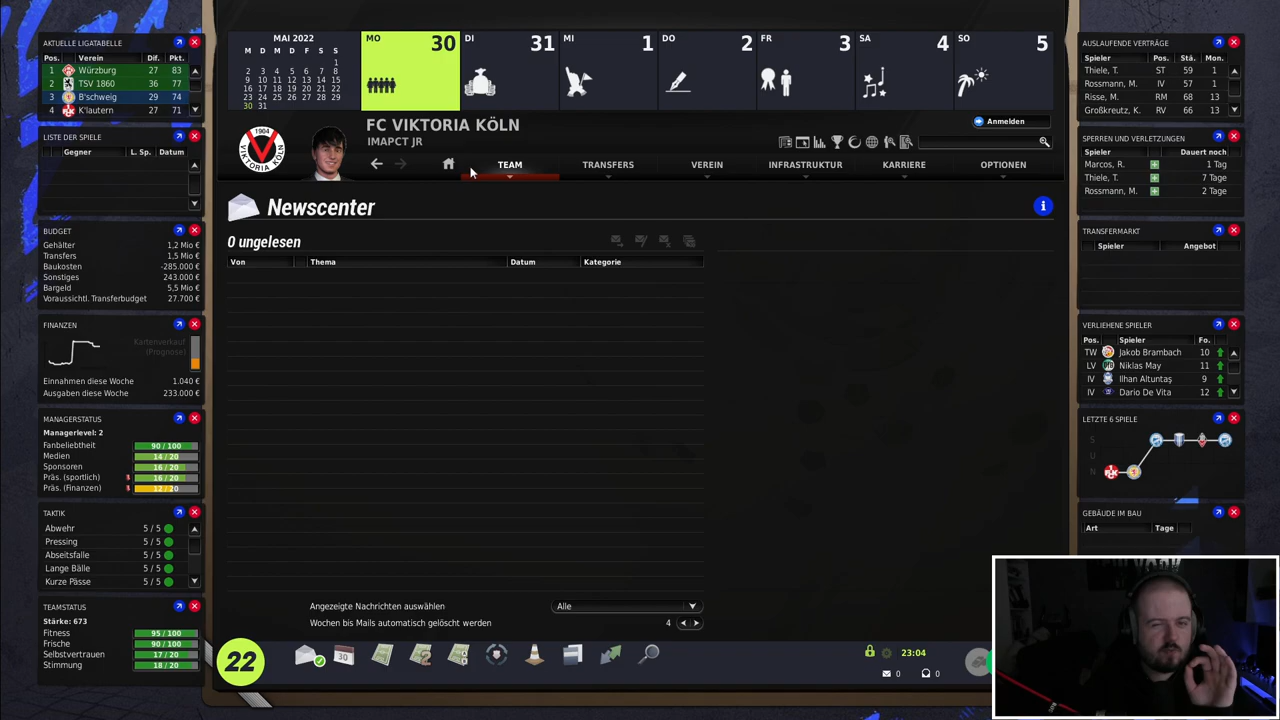 AKTUELLE LIGATABELLE
Pos. Verein Dif. Pkt.
1 Würzburg 27 83
2 TSV 1860 36 77
3 B'schweig 29 74
4 K'lautern 27 71
LISTE DER SPIELE
Gegner L. Sp. Datum
BUDGET
Gehälter 1,2 Mio €
Transfers 1,5 Mio €
Baukosten -285.000 €
Sonstiges 243.000 €
Bargeld 5,5 Mio €
Voraussichtl. Transferbudget 27.700 €
FINANZEN
Kartenverkauf
(Prognose)
Einnahmen diese Woche 1.040 €
Ausgaben diese Woche 233.000 €
MANAGERSTATUS
Managerlevel: 2
Fanbeliebtheit 90 / 100
Medien 14 / 20
Sponsoren 16 / 20
Präs. (sportlich) 16 / 20
Präs. (Finanzen) 12 / 20
TAKTIK
Abwehr 5 / 5
Pressing 5 / 5
Abseitsfalle 5 / 5
Lange Bälle 5 / 5
Kurze Pässe 5 / 5
TEAMSTATUS
Stärke: 673
Fitness 95 / 100
Frische 90 / 100
Selbstvertrauen 17 / 20
Stimmung 18 / 20
MAI 2022
M D M D F S S
1
2 3 4 5 6 7 8
9 10 11 12 13 14 15
16 17 18 19 20 21 22
23 24 25 26 27 28 29
30 31
MO 30
DI 31
MI 1
DO 2
FR 3
SA 4
SO 5
1904
VIKTORIA KÖLN
FC VIKTORIA KÖLN
IMAPCT JR
Anmelden
TEAM TRANSFERS VEREIN INFRASTRUKTUR KARRIERE OPTIONEN
Newscenter
0 ungelesen
Von Thema Datum Kategorie
Angezeigte Nachrichten auswählen Alle
Wochen bis Mails automatisch gelöscht werden 4
22
30
2
23:04
0 0
AUSLAUFENDE VERTRÄGE
Spieler Pos. Stä. Mon.
Thiele, T. ST 59 1
Rossmann, M. IV 57 1
Risse, M. RM 68 13
Großkreutz, K. RV 66 13
SPERREN UND VERLETZUNGEN
Spieler Dauert noch
Marcos, R. 1 Tag
Thiele, T. 7 Tage
Rossmann, M. 2 Tage
TRANSFERMARKT
Spieler Angebot
VERLIEHENE SPIELER
Pos. Spieler Fo.
TW Jakob Brambach 10
LV Niklas May 11
IV Ilhan Altuntaş 9
IV Dario De Vita 12
LETZTE 6 SPIELE
S
U
N
GEBÄUDE IM BAU
Art Tage